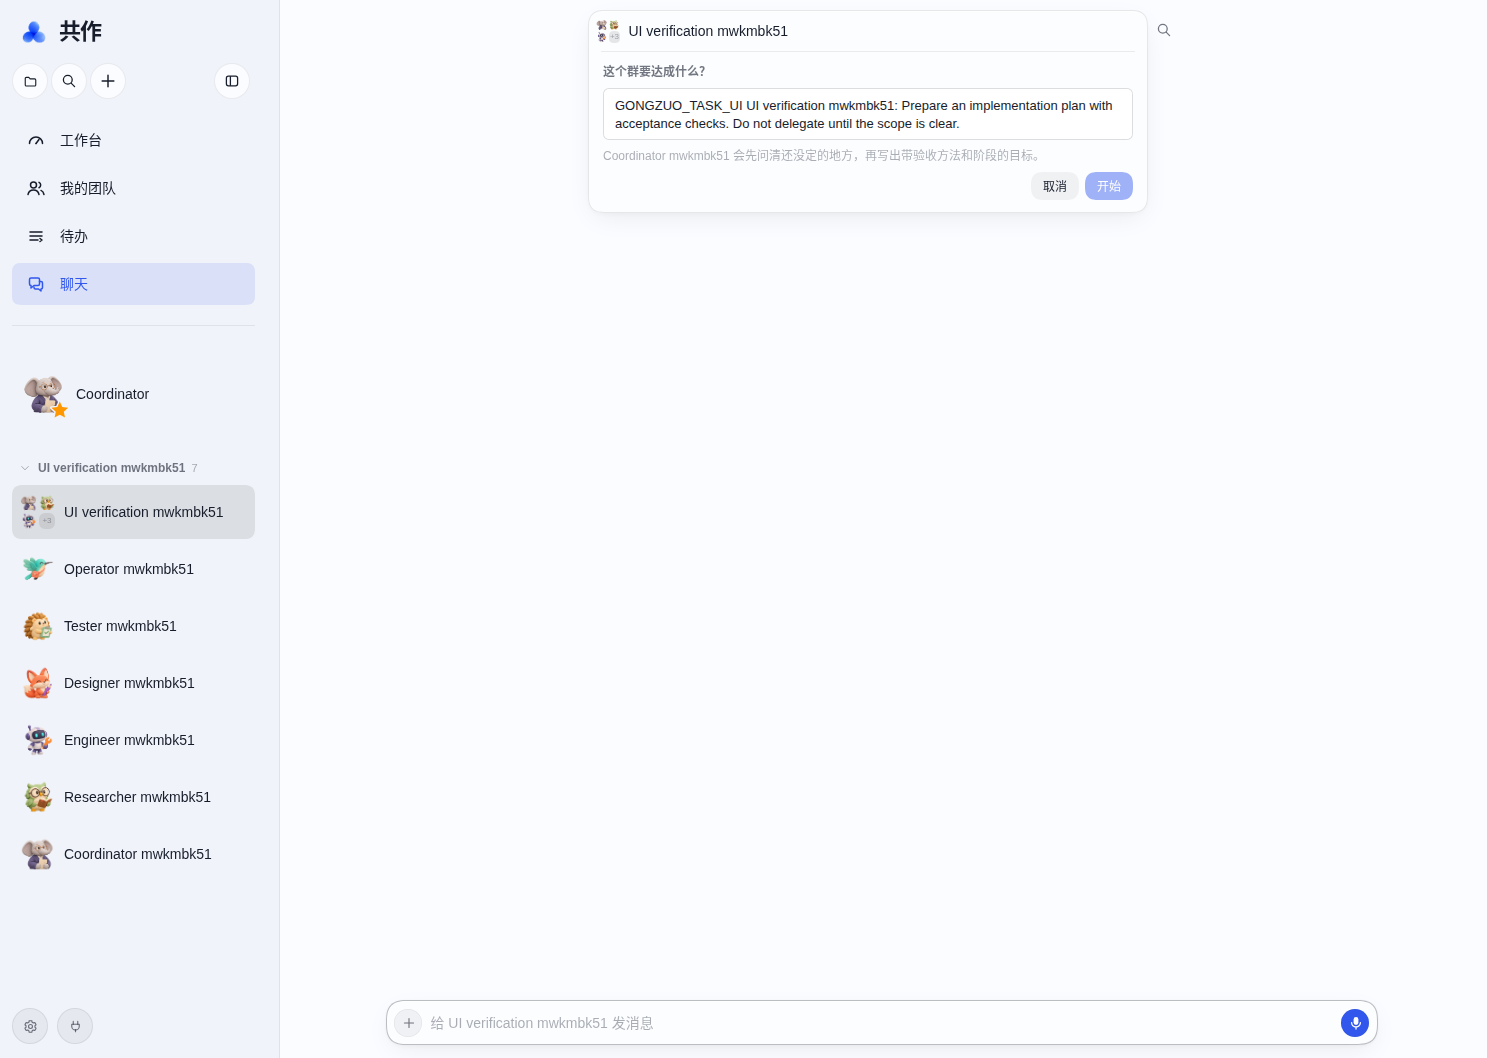 共作
工作台
我的团队
待办
聊天
Coordinator
UI verification mwkmbk51 7
UI verification mwkmbk51
+3
Operator mwkmbk51
Tester mwkmbk51
Designer mwkmbk51
Engineer mwkmbk51
Researcher mwkmbk51
Coordinator mwkmbk51
+3
UI verification mwkmbk51
这个群要达成什么？
GONGZUO_TASK_UI UI verification mwkmbk51: Prepare an implementation plan with
acceptance checks. Do not delegate until the scope is clear.
Coordinator mwkmbk51 会先问清还没定的地方，再写出带验收方法和阶段的目标。
取消 开始
给 UI verification mwkmbk51 发消息